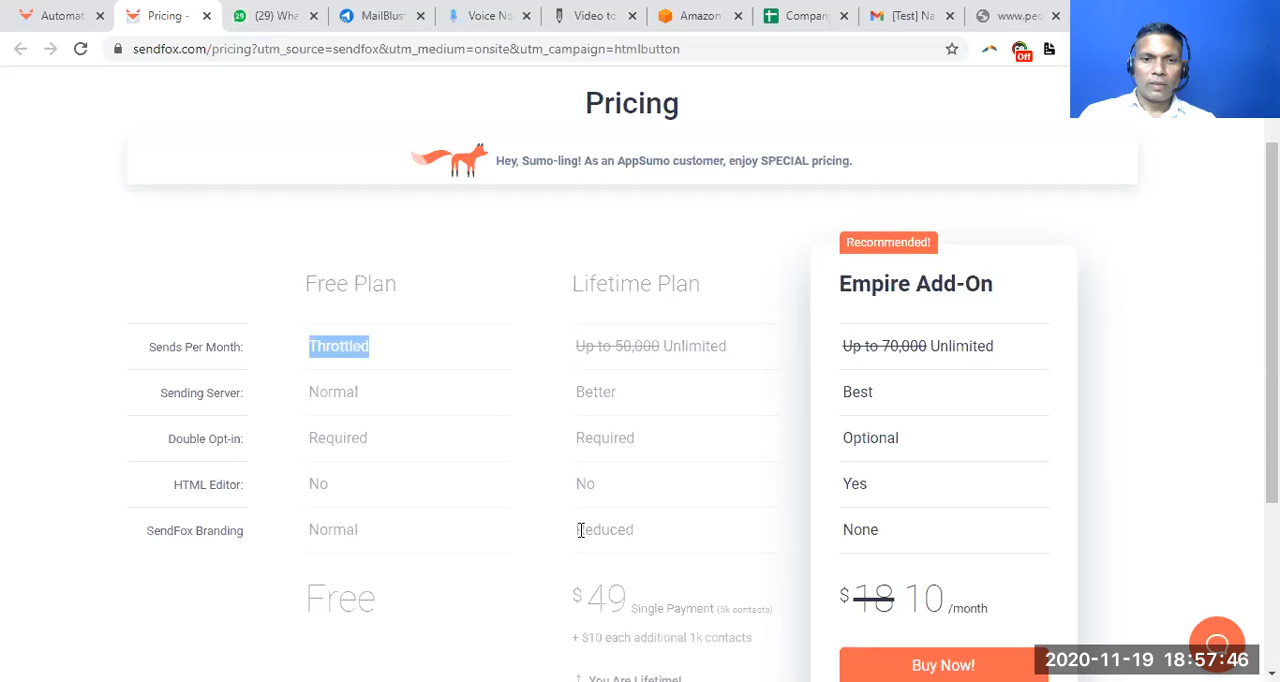 Automat
Pricing -
(29) Wha
MailBlus
Voice No
Video to
Amazon
Compan
[Test] Na
www.peo
sendfox.com/pricing?utm_source=sendfox&utm_medium=onsite&utm_campaign=htmlbutton
Off
Pricing
Hey, Sumo-ling! As an AppSumo customer, enjoy SPECIAL pricing.
Recommended!
Free Plan Lifetime Plan Empire Add-On
Sends Per Month: Throttled Up to 50,000 Unlimited Up to 70,000 Unlimited
Sending Server: Normal Better Best
Double Opt-in: Required Required Optional
HTML Editor: No No Yes
SendFox Branding Normal Reduced None
Free $49 Single Payment (5k contacts) $18 10 /month
+ $10 each additional 1k contacts
Buy Now!
You Are Lifetime!
2020-11-19 18:57:46